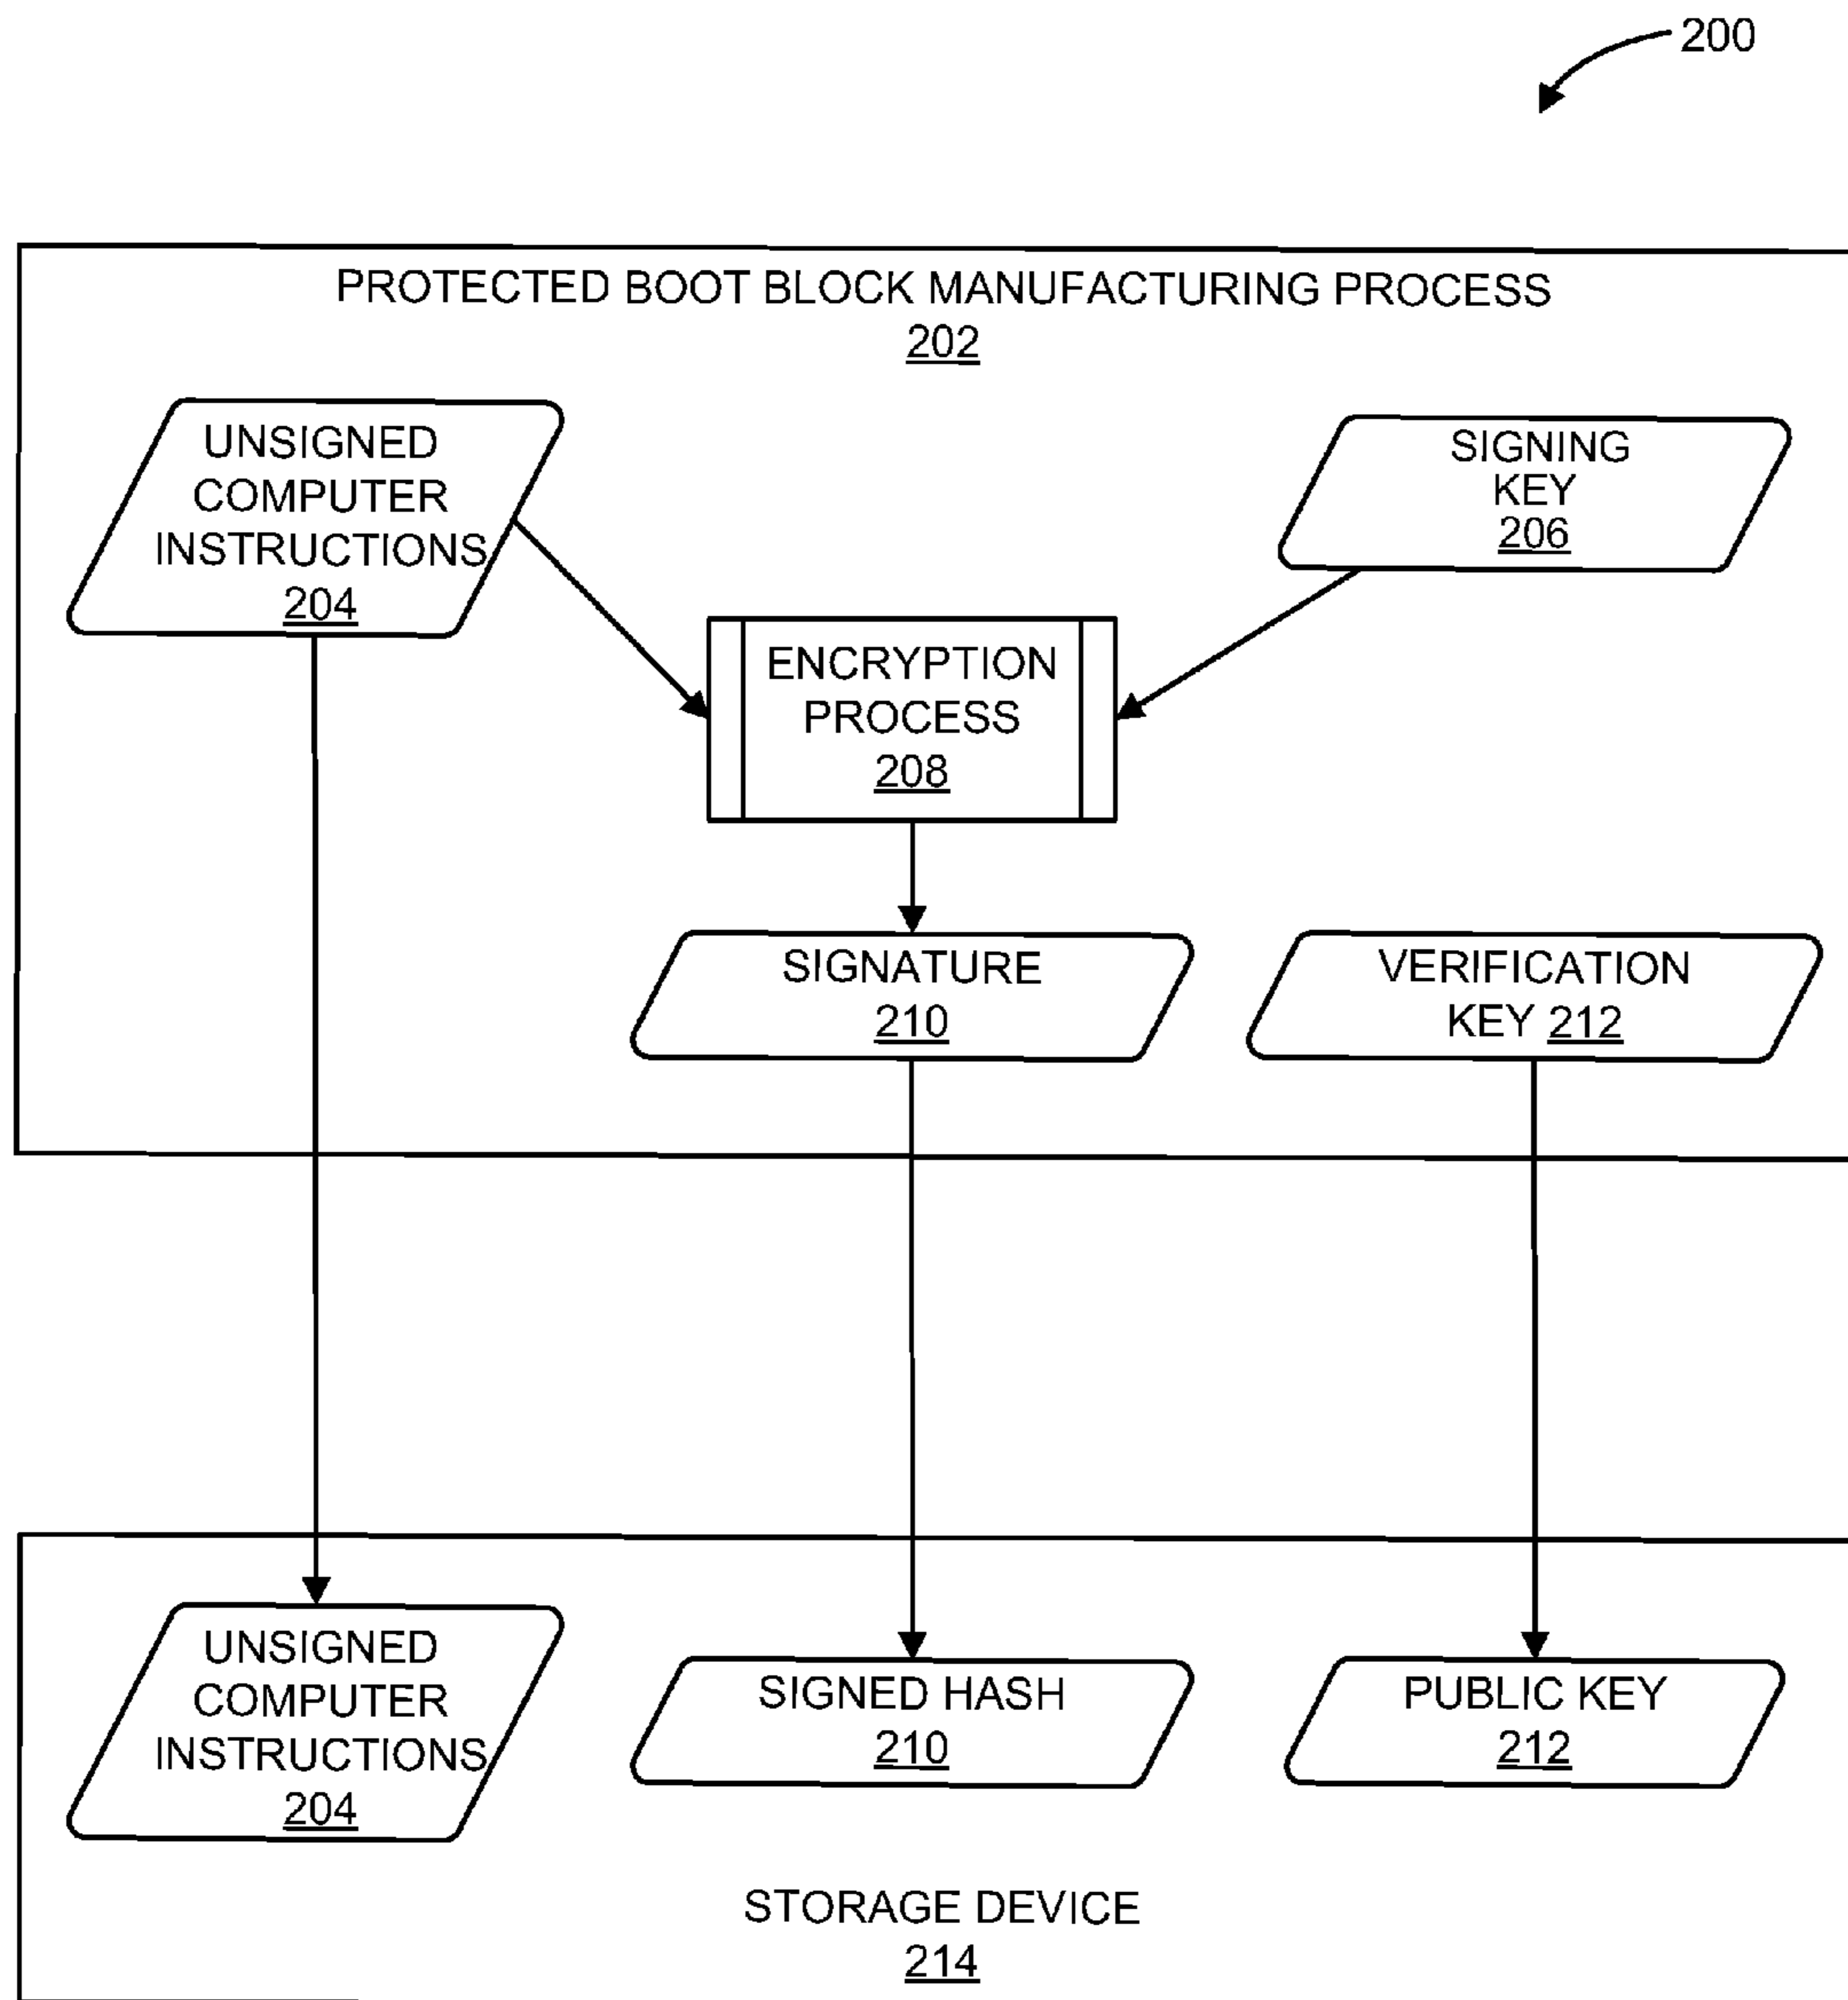 200
PROTECTED BOOT BLOCK MANUFACTURING PROCESS
202
UNSIGNED
COMPUTER
INSTRUCTIONS
204
SIGNING
KEY
206
ENCRYPTION
PROCESS
208
SIGNATURE
210
VERIFICATION
KEY 212
UNSIGNED
COMPUTER
INSTRUCTIONS
204
SIGNED HASH
210
PUBLIC KEY
212
STORAGE DEVICE
214